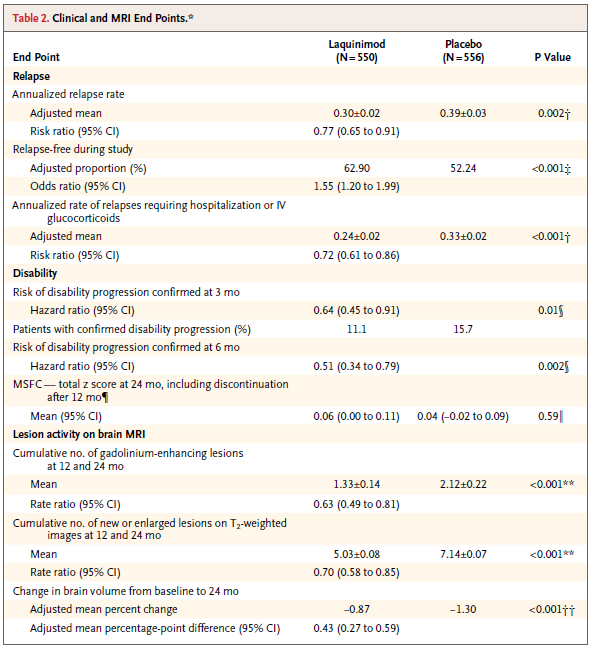 Table 2. Clinical and MRI End Points.*
End Point Laquinimod (N=550) Placebo (N=556) P Value
Relapse
Annualized relapse rate
Adjusted mean 0.30±0.02 0.39±0.03 0.002†
Risk ratio (95% CI) 0.77 (0.65 to 0.91)
Relapse-free during study
Adjusted proportion (%) 62.90 52.24 <0.001‡
Odds ratio (95% CI) 1.55 (1.20 to 1.99)
Annualized rate of relapses requiring hospitalization or IV
glucocorticoids
Adjusted mean 0.24±0.02 0.33±0.02 <0.001†
Risk ratio (95% CI) 0.72 (0.61 to 0.86)
Disability
Risk of disability progression confirmed at 3 mo
Hazard ratio (95% CI) 0.64 (0.45 to 0.91) 0.01§
Patients with confirmed disability progression (%) 11.1 15.7
Risk of disability progression confirmed at 6 mo
Hazard ratio (95% CI) 0.51 (0.34 to 0.79) 0.002§
MSFC — total z score at 24 mo, including discontinuation
after 12 mo¶
Mean (95% CI) 0.06 (0.00 to 0.11) 0.04 (−0.02 to 0.09) 0.59‖
Lesion activity on brain MRI
Cumulative no. of gadolinium-enhancing lesions
at 12 and 24 mo
Mean 1.33±0.14 2.12±0.22 <0.001**
Rate ratio (95% CI) 0.63 (0.49 to 0.81)
Cumulative no. of new or enlarged lesions on T₂-weighted
images at 12 and 24 mo
Mean 5.03±0.08 7.14±0.07 <0.001**
Rate ratio (95% CI) 0.70 (0.58 to 0.85)
Change in brain volume from baseline to 24 mo
Adjusted mean percent change −0.87 −1.30 <0.001††
Adjusted mean percentage-point difference (95% CI) 0.43 (0.27 to 0.59)